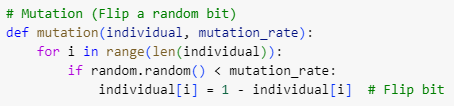 # Mutation (Flip a random bit)
def mutation(individual, mutation_rate):
    for i in range(len(individual)):
        if random.random() < mutation_rate:
            individual[i] = 1 - individual[i]  # Flip bit